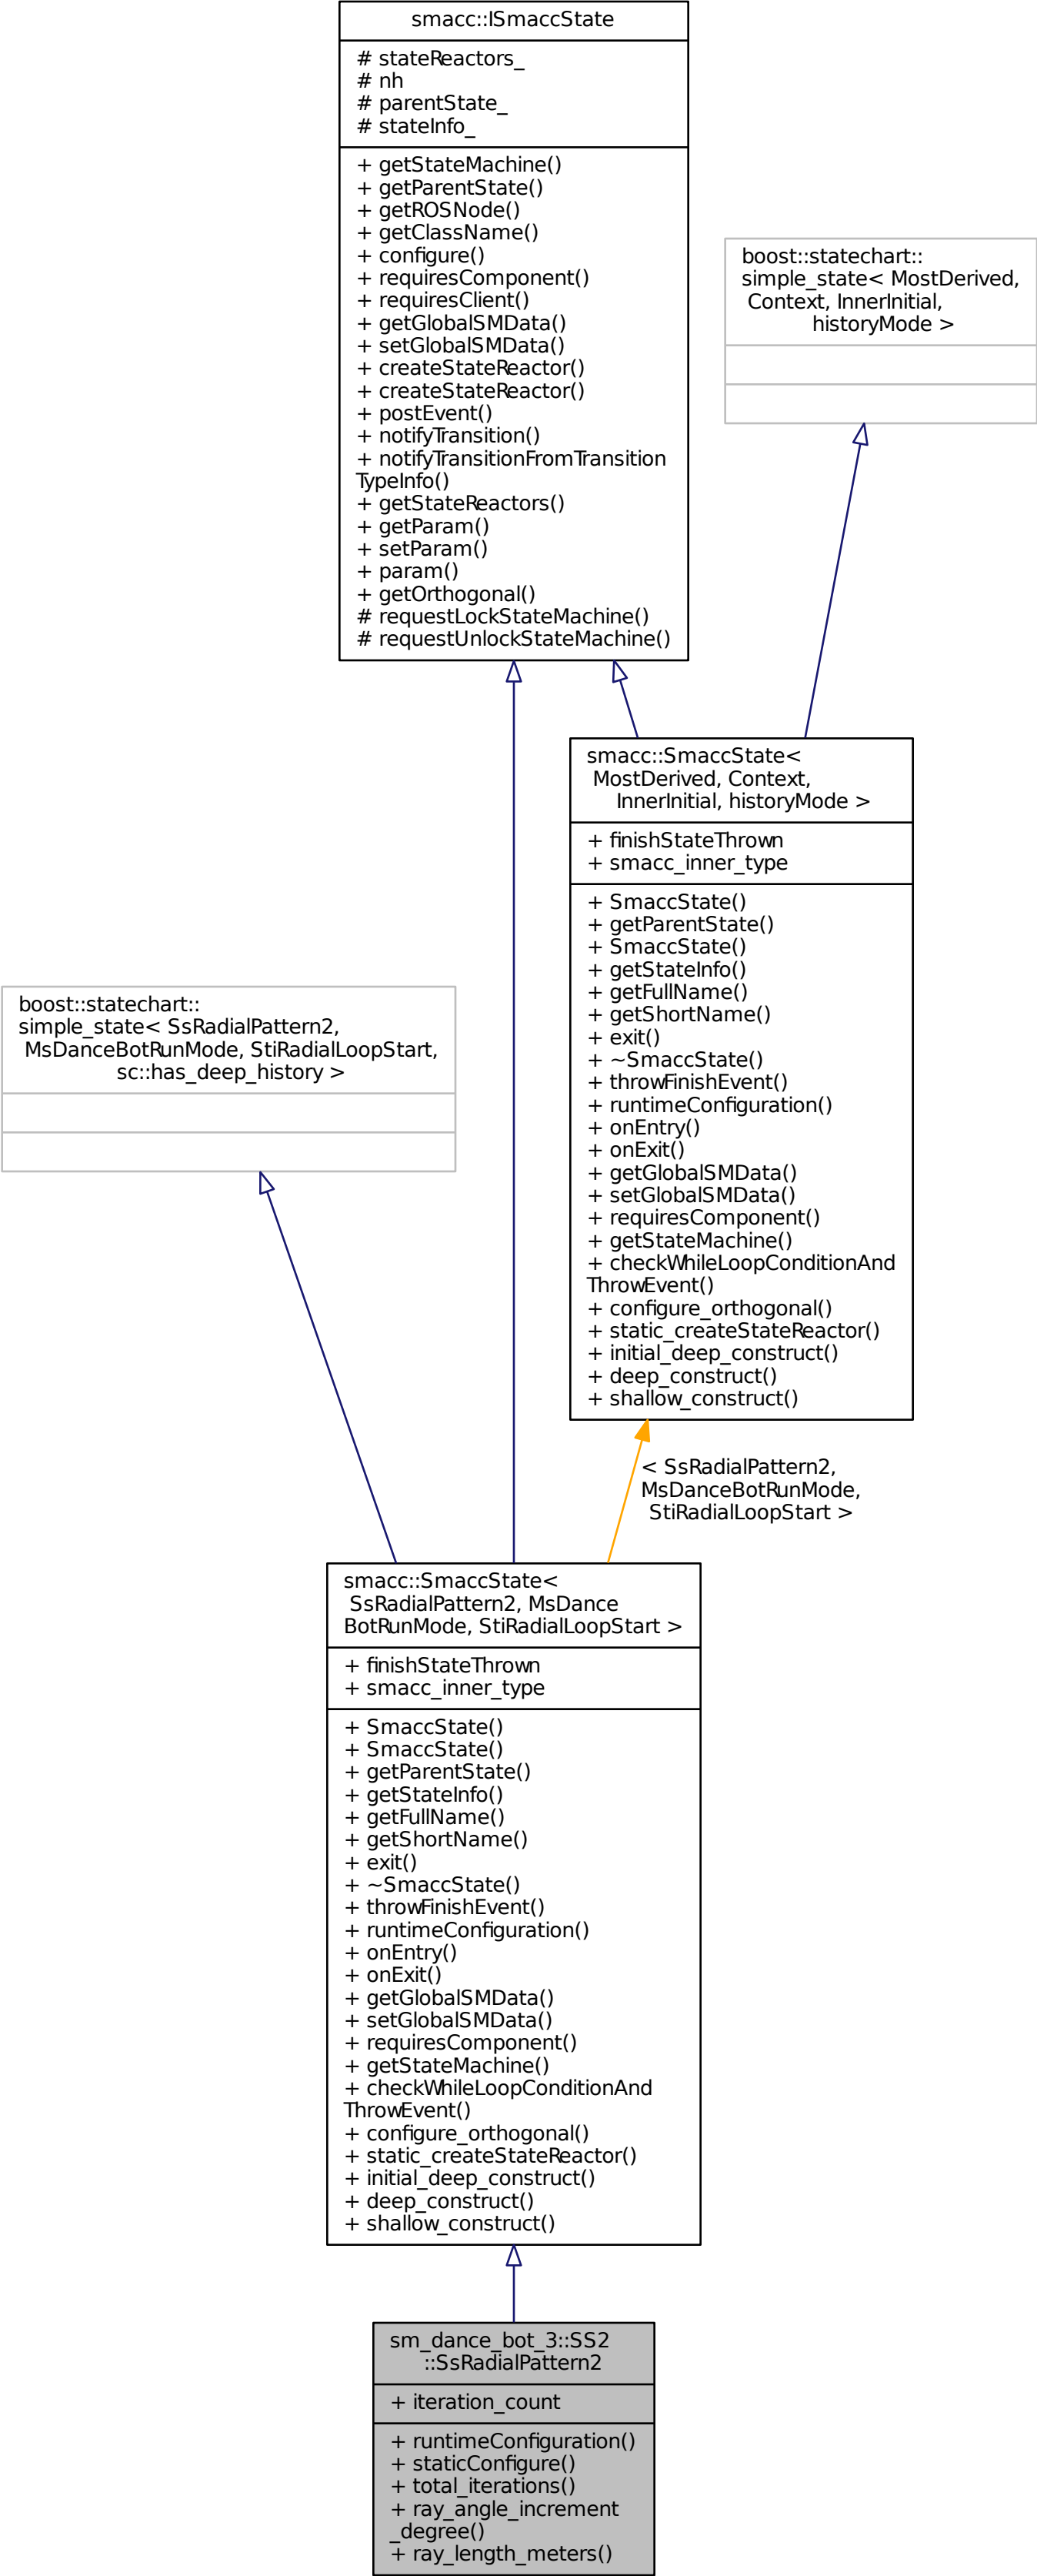 smacc::ISmaccState
# stateReactors_
# nh
# parentState_
# stateInfo_
+ getStateMachine()
+ getParentState()
+ getROSNode()
+ getClassName()
+ configure()
+ requiresComponent()
+ requiresClient()
+ getGlobalSMData()
+ setGlobalSMData()
+ createStateReactor()
+ createStateReactor()
+ postEvent()
+ notifyTransition()
+ notifyTransitionFromTransition
TypeInfo()
+ getStateReactors()
+ getParam()
+ setParam()
+ param()
+ getOrthogonal()
# requestLockStateMachine()
# requestUnlockStateMachine()
boost::statechart::
simple_state< MostDerived,
Context, InnerInitial,
historyMode >
smacc::SmaccState<
MostDerived, Context,
InnerInitial, historyMode >
+ finishStateThrown
+ smacc_inner_type
+ SmaccState()
+ getParentState()
+ SmaccState()
+ getStateInfo()
+ getFullName()
+ getShortName()
+ exit()
+ ~SmaccState()
+ throwFinishEvent()
+ runtimeConfiguration()
+ onEntry()
+ onExit()
+ getGlobalSMData()
+ setGlobalSMData()
+ requiresComponent()
+ getStateMachine()
+ checkWhileLoopConditionAnd
ThrowEvent()
+ configure_orthogonal()
+ static_createStateReactor()
+ initial_deep_construct()
+ deep_construct()
+ shallow_construct()
boost::statechart::
simple_state< SsRadialPattern2,
MsDanceBotRunMode, StiRadialLoopStart,
sc::has_deep_history >
< SsRadialPattern2,
MsDanceBotRunMode,
StiRadialLoopStart >
smacc::SmaccState<
SsRadialPattern2, MsDance
BotRunMode, StiRadialLoopStart >
+ finishStateThrown
+ smacc_inner_type
+ SmaccState()
+ SmaccState()
+ getParentState()
+ getStateInfo()
+ getFullName()
+ getShortName()
+ exit()
+ ~SmaccState()
+ throwFinishEvent()
+ runtimeConfiguration()
+ onEntry()
+ onExit()
+ getGlobalSMData()
+ setGlobalSMData()
+ requiresComponent()
+ getStateMachine()
+ checkWhileLoopConditionAnd
ThrowEvent()
+ configure_orthogonal()
+ static_createStateReactor()
+ initial_deep_construct()
+ deep_construct()
+ shallow_construct()
sm_dance_bot_3::SS2
::SsRadialPattern2
+ iteration_count
+ runtimeConfiguration()
+ staticConfigure()
+ total_iterations()
+ ray_angle_increment
_degree()
+ ray_length_meters()